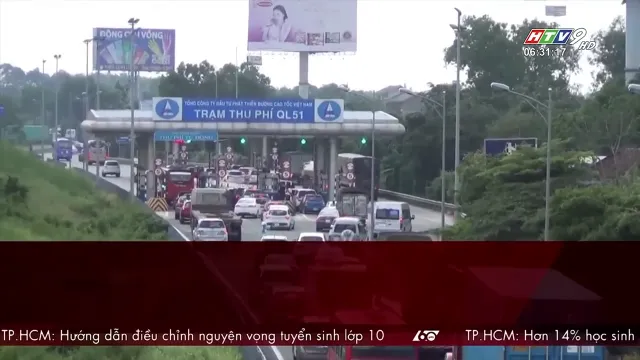 ĐÔNG CHÍ VÕNG
HTV9 HD
06:31:17
TỔNG CÔNG TY ĐẦU TƯ PHÁT TRIỂN ĐƯỜNG CAO TỐC VIỆT NAM
TRẠM THU PHÍ QL51
TP.HCM: Hướng dẫn điều chỉnh nguyện vọng tuyển sinh lớp 10
60
TP.HCM: Hơn 14% học sinh